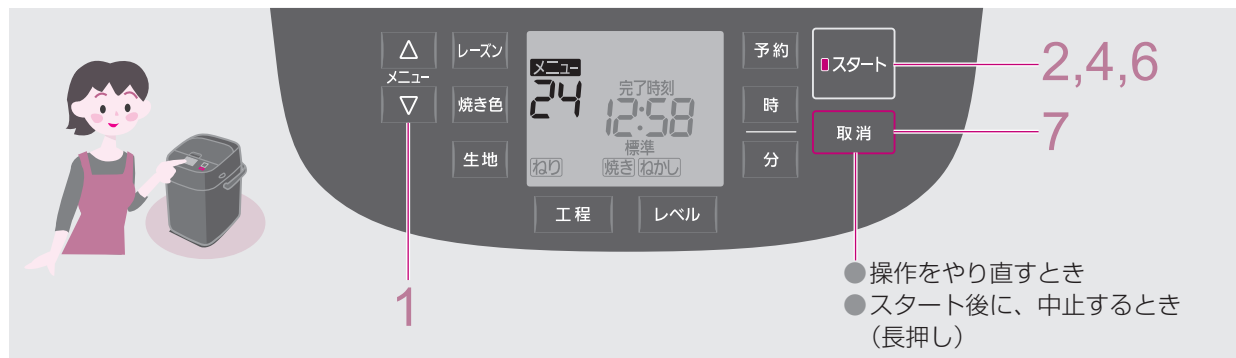 △
メニュー
▽
レーズン
焼き色
生地
メニュー
24
完了時刻
12:58
標準
ねり
焼き ねかし
工程
レベル
予約
時
分
スタート
取消
2,4,6
7
1
●操作をやり直すとき
●スタート後に、中止するとき
(長押し)